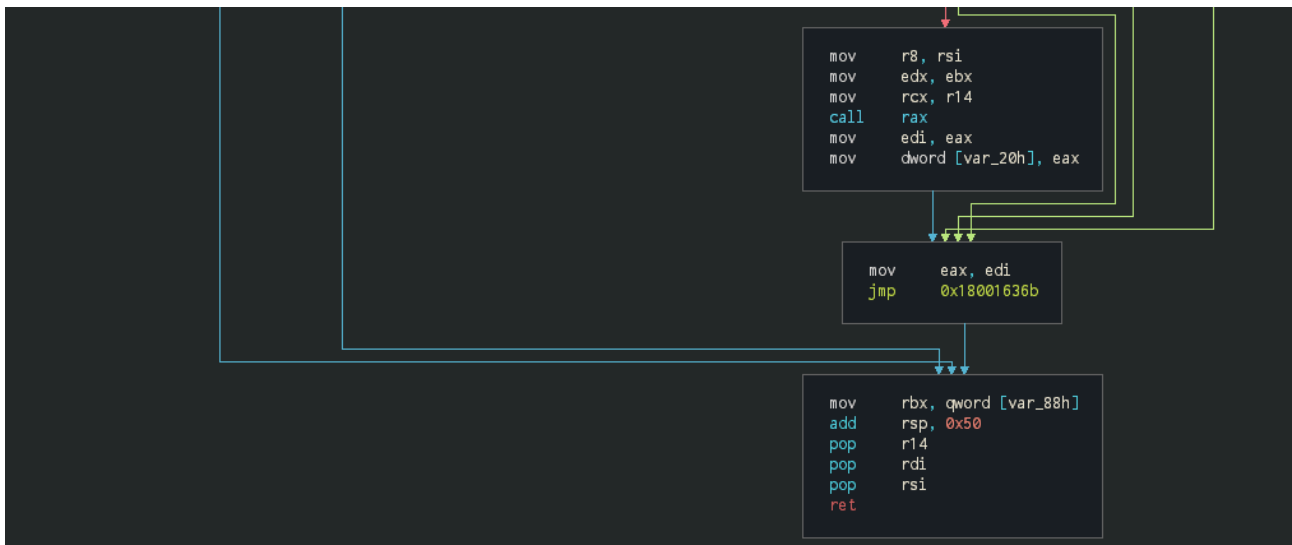 mov r8, rsi
mov edx, ebx
mov rcx, r14
call rax
mov edi, eax
mov dword [var_20h], eax
mov eax, edi
jmp 0x18001636b
mov rbx, qword [var_88h]
add rsp, 0x50
pop r14
pop rdi
pop rsi
ret